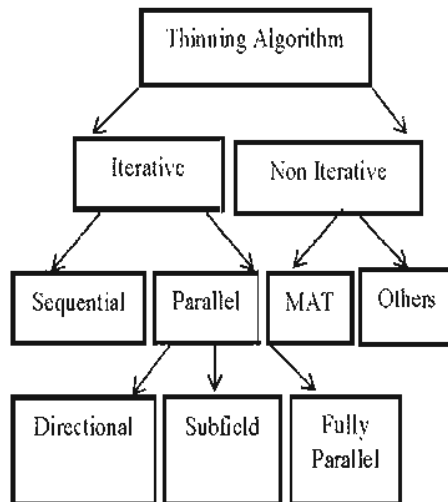 Thinning Algorithm
Iterative
Non Iterative
Sequential
Parallel
MAT
Others
Directional
Subfield
Fully
Parallel